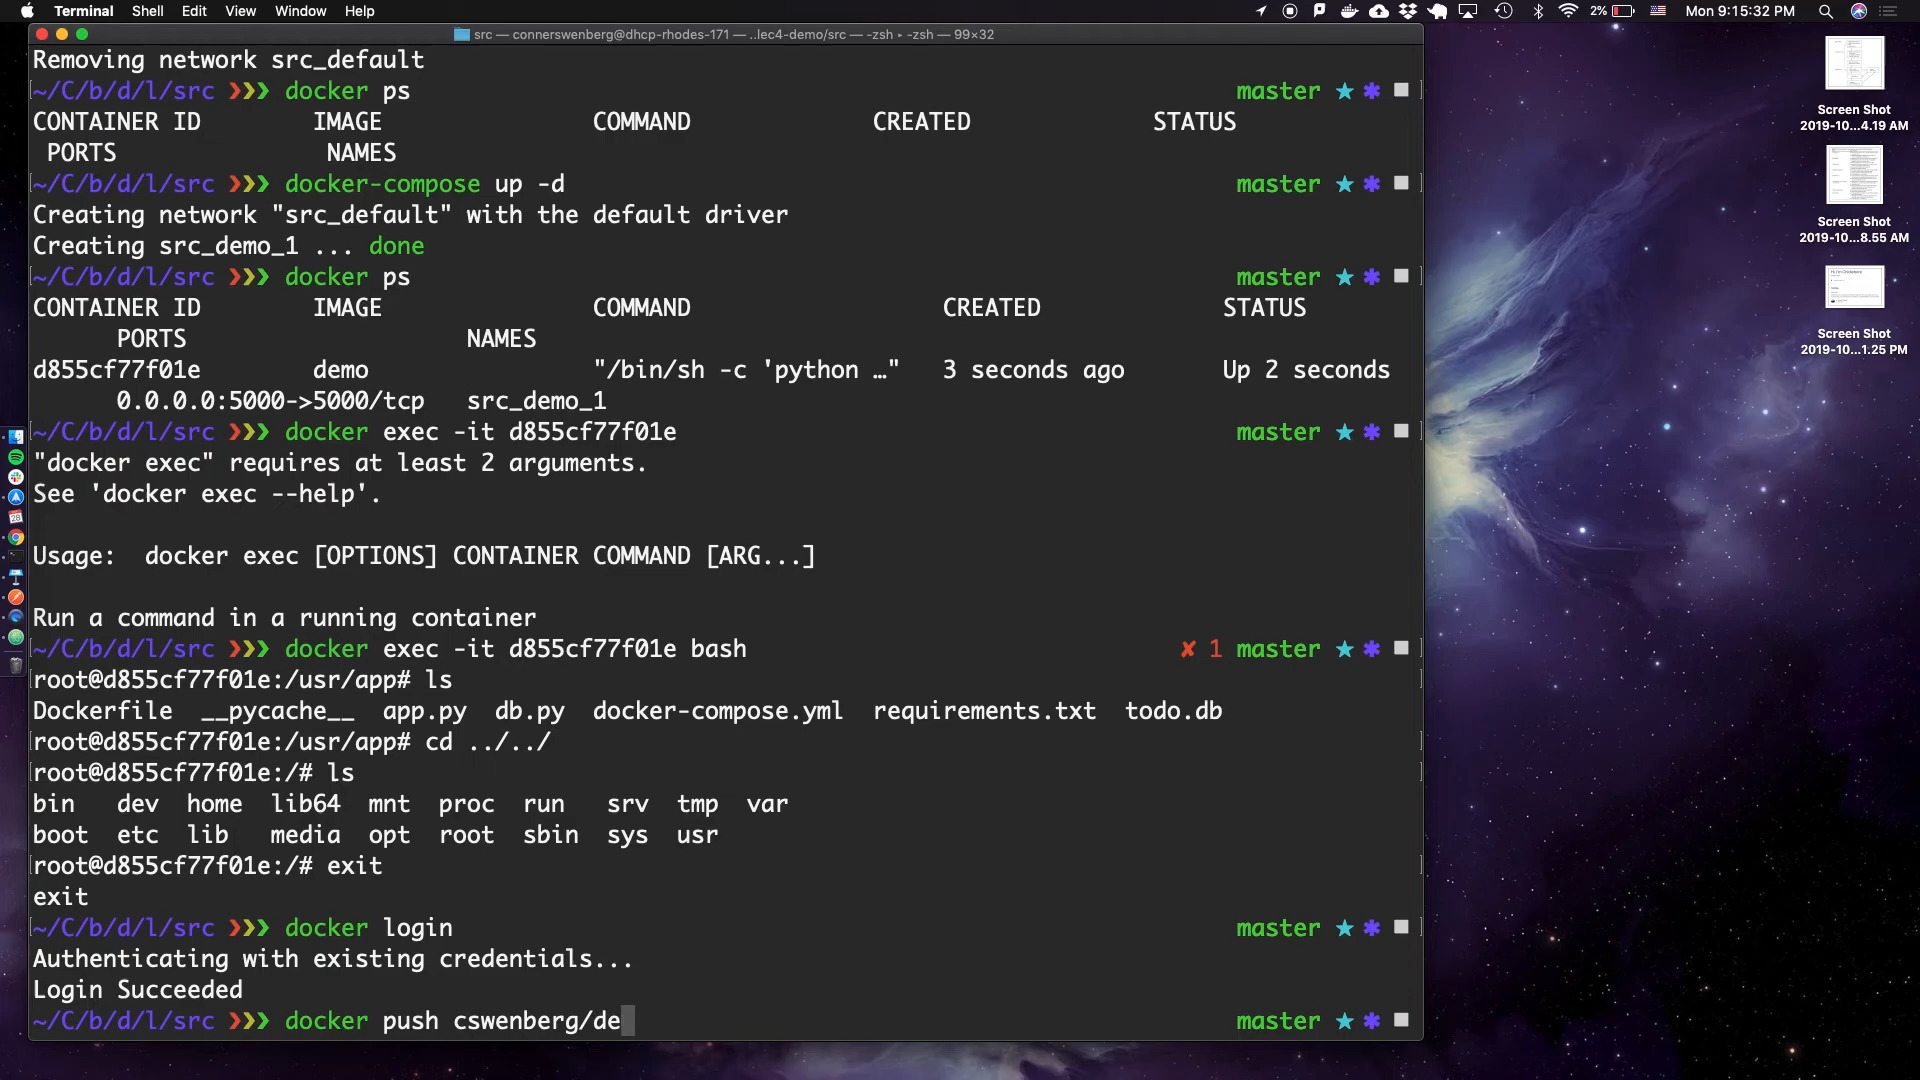 Terminal Shell Edit View Window Help 2% Mon 9:15:32 PM
src — connerswenberg@dhcp-rhodes-171 — ..lec4-demo/src — -zsh ▸ -zsh — 99×32
Removing network src_default
~/C/b/d/l/src ❯❯❯ docker ps master ★ ✱ ■
CONTAINER ID IMAGE COMMAND CREATED STATUS
PORTS NAMES
~/C/b/d/l/src ❯❯❯ docker-compose up -d master ★ ✱ ■
Creating network "src_default" with the default driver
Creating src_demo_1 ... done
~/C/b/d/l/src ❯❯❯ docker ps master ★ ✱ ■
CONTAINER ID IMAGE COMMAND CREATED STATUS
PORTS NAMES
d855cf77f01e demo "/bin/sh -c 'python …" 3 seconds ago Up 2 seconds
0.0.0.0:5000->5000/tcp src_demo_1
~/C/b/d/l/src ❯❯❯ docker exec -it d855cf77f01e master ★ ✱ ■
"docker exec" requires at least 2 arguments.
See 'docker exec --help'.
Usage: docker exec [OPTIONS] CONTAINER COMMAND [ARG...]
Run a command in a running container
~/C/b/d/l/src ❯❯❯ docker exec -it d855cf77f01e bash ✘ 1 master ★ ✱ ■
root@d855cf77f01e:/usr/app# ls
Dockerfile __pycache__ app.py db.py docker-compose.yml requirements.txt todo.db
root@d855cf77f01e:/usr/app# cd ../../
root@d855cf77f01e:/# ls
bin dev home lib64 mnt proc run srv tmp var
boot etc lib media opt root sbin sys usr
root@d855cf77f01e:/# exit
exit
~/C/b/d/l/src ❯❯❯ docker login master ★ ✱ ■
Authenticating with existing credentials...
Login Succeeded
~/C/b/d/l/src ❯❯❯ docker push cswenberg/de master ★ ✱ ■
Screen Shot
2019-10...4.19 AM
Screen Shot
2019-10...8.55 AM
Screen Shot
2019-10...1.25 PM